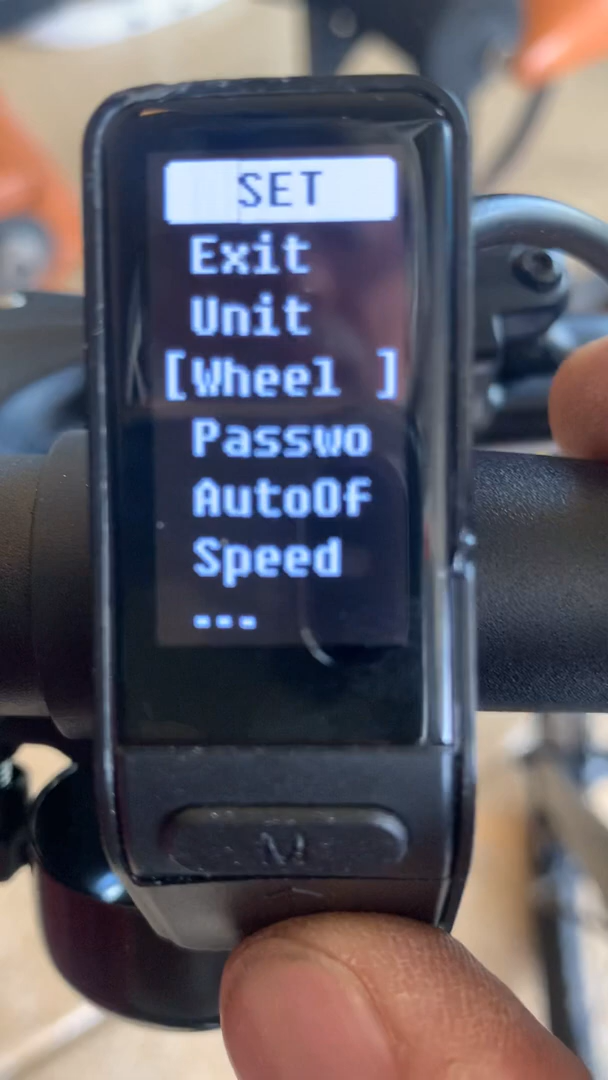 SET
Exit
Unit
[Wheel ]
Passwo
AutoOf
Speed
---
M